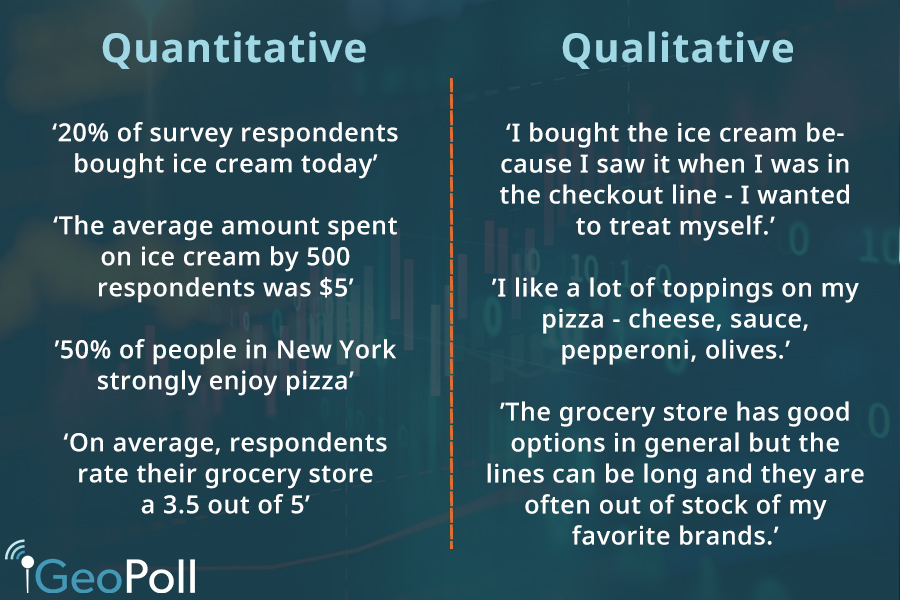 Quantitative
‘20% of survey respondents
bought ice cream today’
‘The average amount spent
on ice cream by 500
respondents was $5’
’50% of people in New York
strongly enjoy pizza’
‘On average, respondents
rate their grocery store
a 3.5 out of 5’
Qualitative
‘I bought the ice cream be-
cause I saw it when I was in
the checkout line - I wanted
to treat myself.’
’I like a lot of toppings on my
pizza - cheese, sauce,
pepperoni, olives.’
’The grocery store has good
options in general but the
lines can be long and they are
often out of stock of my
favorite brands.’
GeoPoll